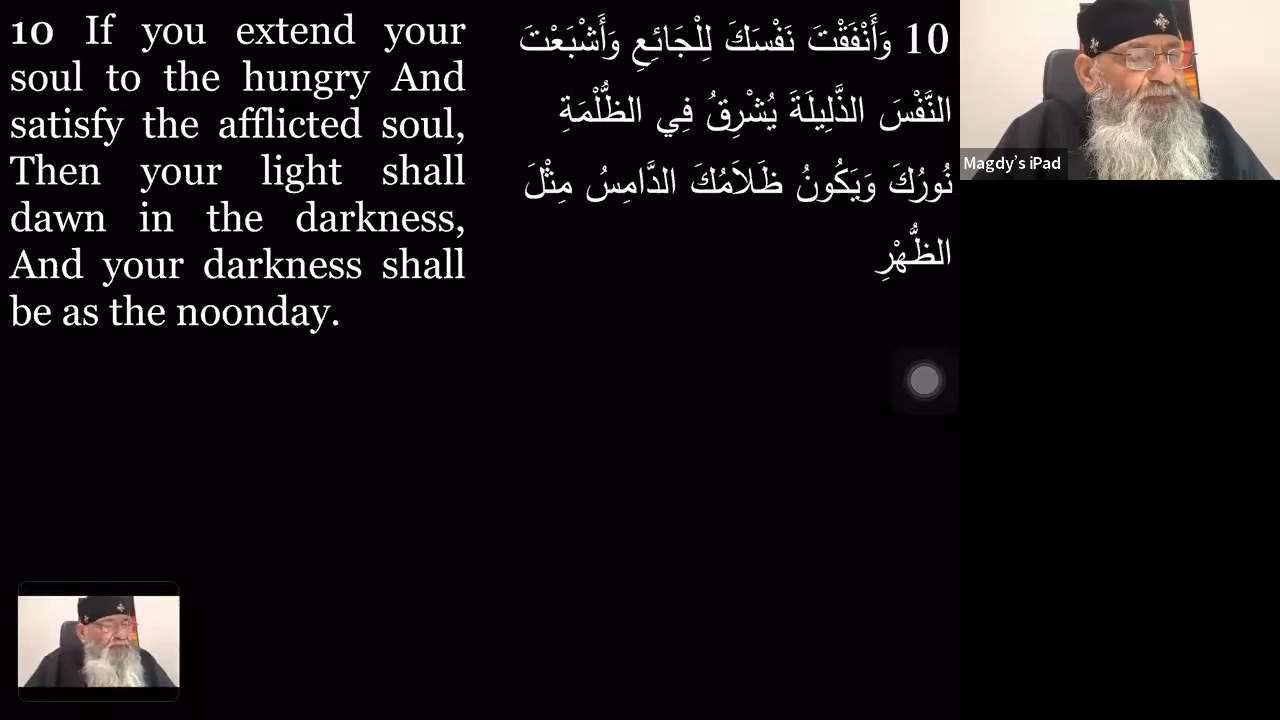 10 If you extend your
soul to the hungry And
satisfy the afflicted soul,
Then your light shall
dawn in the darkness,
And your darkness shall
be as the noonday.
10 وَأَنْفَقْتَ نَفْسَكَ لِلْجَائِعِ وَأَشْبَعْتَ
النَّفْسَ الذَّلِيلَةَ يُشْرِقُ فِي الظُّلْمَةِ
نُورُكَ وَيَكُونُ ظَلاَمُكَ الدَّامِسُ مِثْلَ
الظُّهْرِ
Magdy's iPad